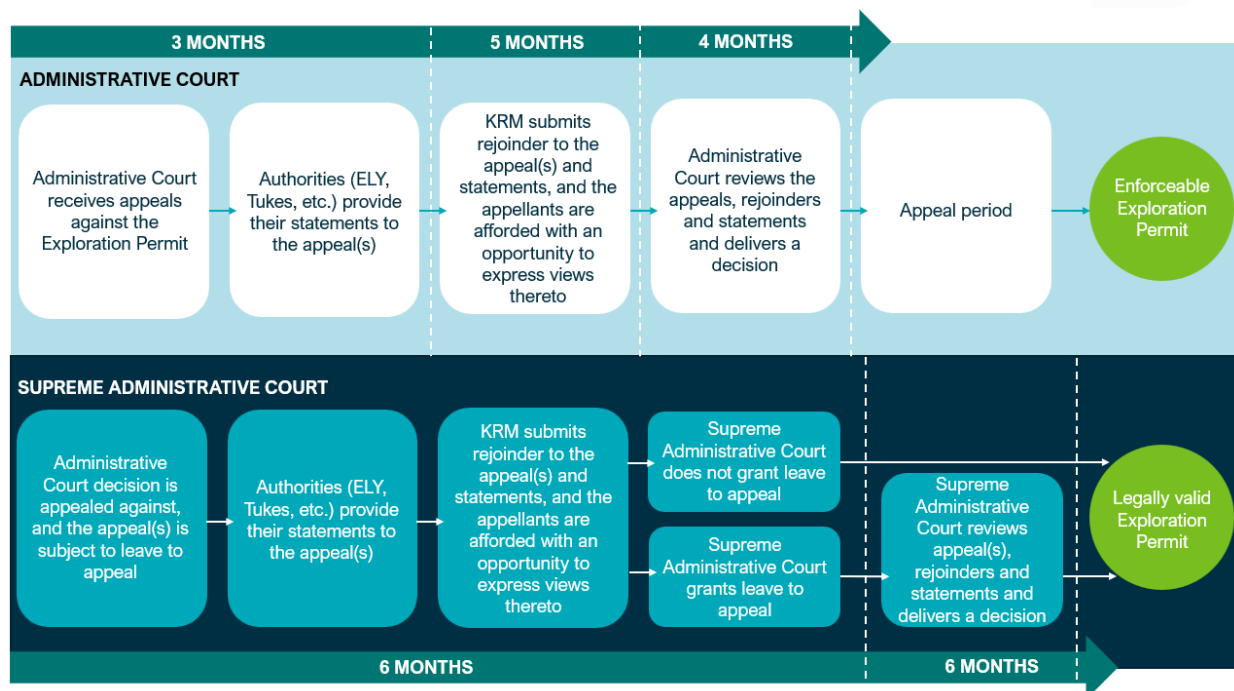 3 MONTHS
5 MONTHS
4 MONTHS
ADMINISTRATIVE COURT
Administrative Court
receives appeals
against the
Exploration Permit
Authorities (ELY,
Tukes, etc.) provide
their statements to
the appeal(s)
KRM submits
rejoinder to the
appeal(s) and
statements, and the
appellants are
afforded with an
opportunity to
express views
thereto
Administrative
Court reviews the
appeals, rejoinders
and statements
and delivers a
decision
Appeal period
Enforceable
Exploration
Permit
SUPREME ADMINISTRATIVE COURT
Administrative
Court decision is
appealed against,
and the appeal(s) is
subject to leave to
appeal
Authorities (ELY,
Tukes, etc.) provide
their statements to
the appeal(s)
KRM submits
rejoinder to the
appeal(s) and
statements, and the
appellants are
afforded with an
opportunity to
express views
thereto
Supreme
Administrative Court
does not grant leave
to appeal
Supreme
Administrative Court
grants leave to
appeal
Supreme
Administrative
Court reviews
appeal(s),
rejoinders and
statements and
delivers a decision
Legally valid
Exploration
Permit
6 MONTHS
6 MONTHS